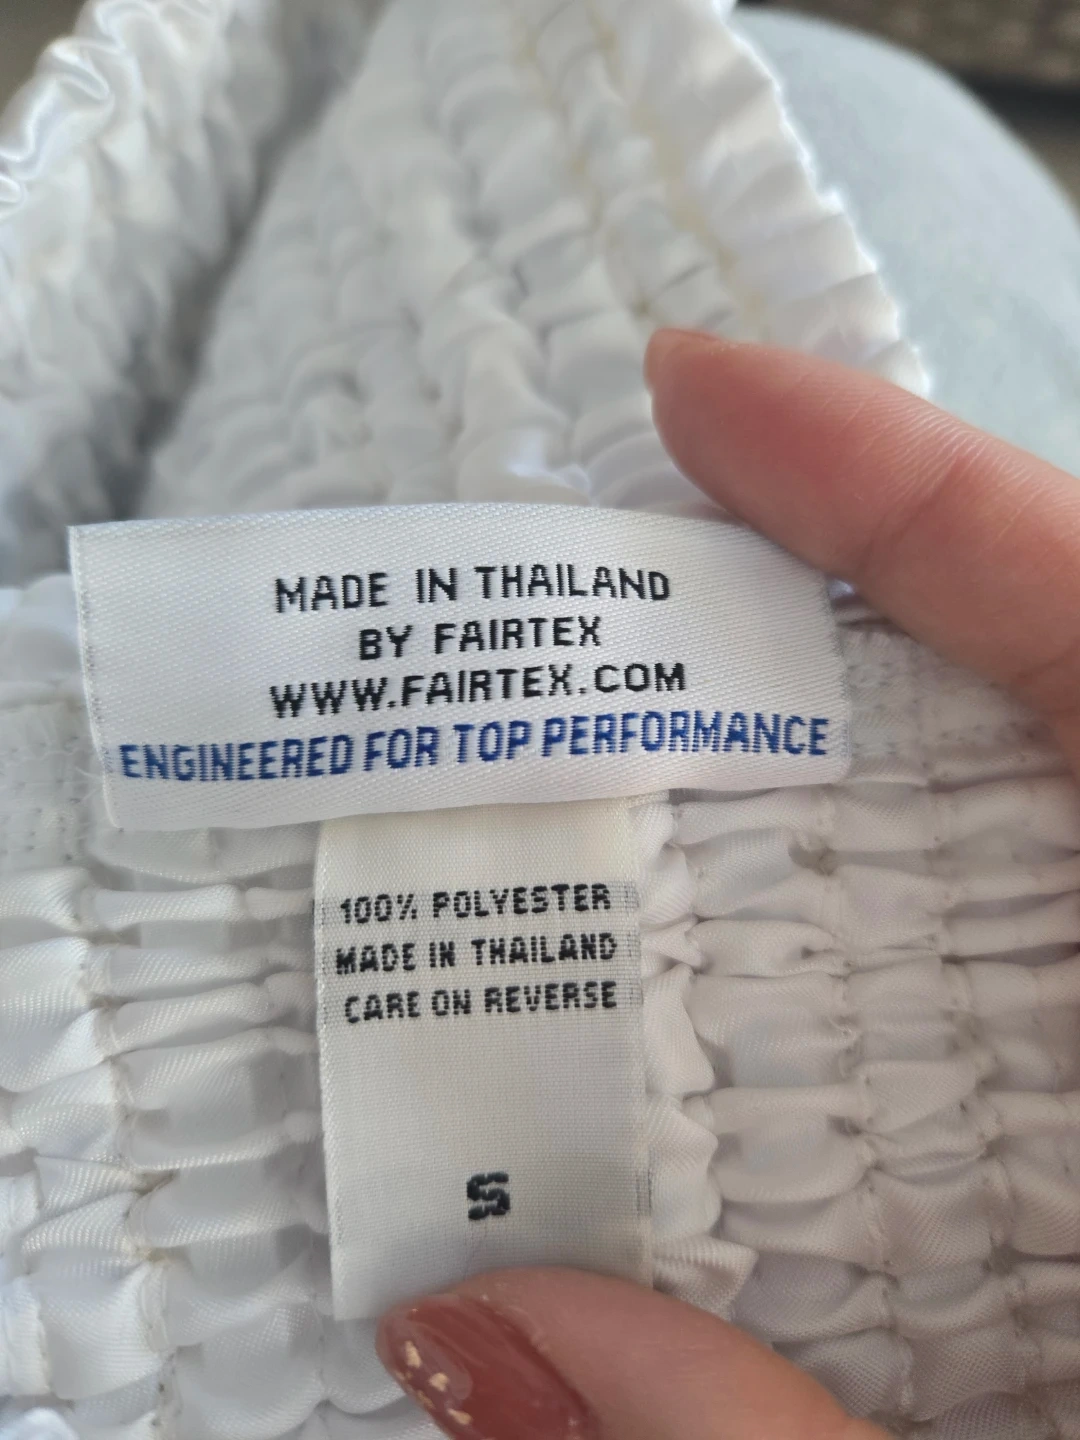 MADE IN THAILAND
BY FAIRTEX
WWW.FAIRTEX.COM
ENGINEERED FOR TOP PERFORMANCE
100% POLYESTER
MADE IN THAILAND
CARE ON REVERSE
S